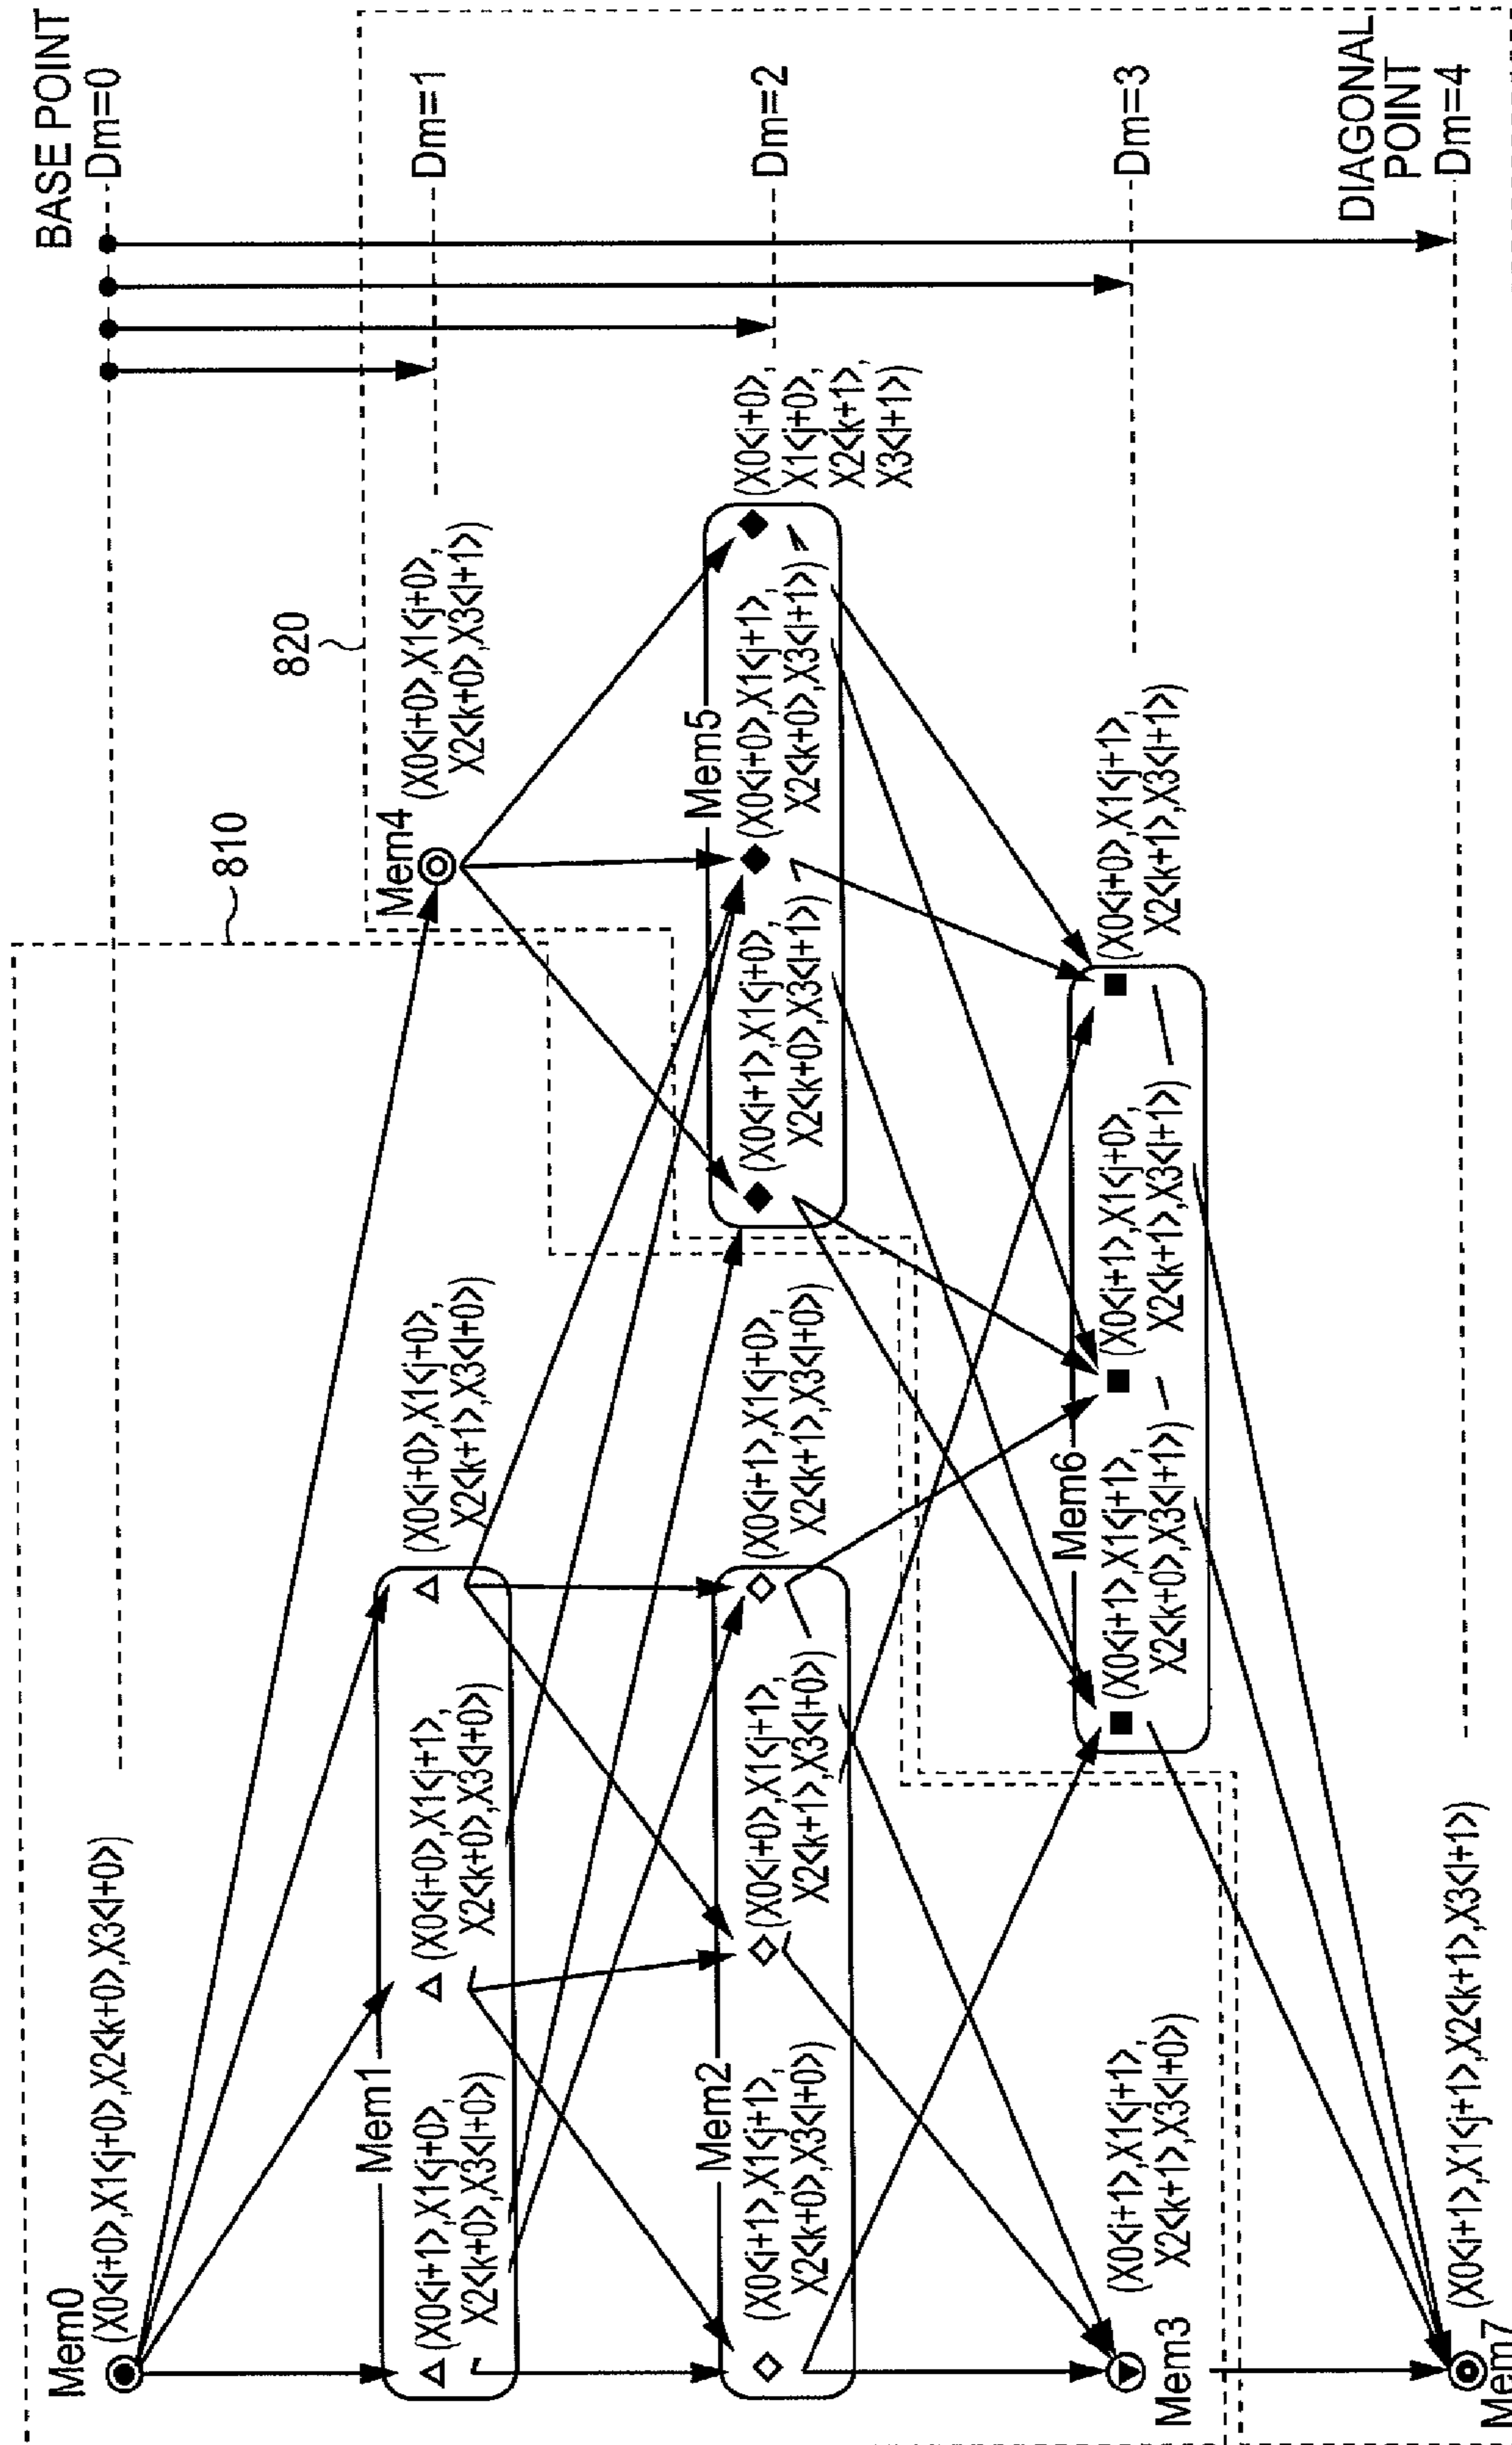 BASE POINT
Dm=0
Mem0
(X0<i+0>,X1<j+0>,X2<k+0>,X3<l+0>)
810
820
Dm=1
Mem1
(X0<i+1>,X1<j+0>,
X2<k+0>,X3<l+0>)
(X0<i+0>,X1<j+1>,
X2<k+0>,X3<l+0>)
(X0<i+0>,X1<j+0>,
X2<k+1>,X3<l+0>)
Mem4
(X0<i+0>,X1<j+0>,
X2<k+0>,X3<l+1>)
Dm=2
Mem2
(X0<i+1>,X1<j+1>,
X2<k+0>,X3<l+0>)
(X0<i+0>,X1<j+1>,
X2<k+1>,X3<l+0>)
(X0<i+1>,X1<j+0>,
X2<k+1>,X3<l+0>)
Mem5
(X0<i+1>,X1<j+0>,
X2<k+0>,X3<l+1>)
(X0<i+0>,X1<j+1>,
X2<k+0>,X3<l+1>)
(X0<i+0>,
X1<j+0>,
X2<k+1>,
X3<l+1>)
Dm=3
Mem3
(X0<i+1>,X1<j+1>,
X2<k+1>,X3<l+0>)
Mem6
(X0<i+1>,X1<j+1>,
X2<k+0>,X3<l+1>)
(X0<i+1>,X1<j+0>,
X2<k+1>,X3<l+1>)
(X0<i+0>,X1<j+1>,
X2<k+1>,X3<l+1>)
DIAGONAL
POINT
Dm=4
Mem7
(X0<i+1>,X1<j+1>,X2<k+1>,X3<l+1>)